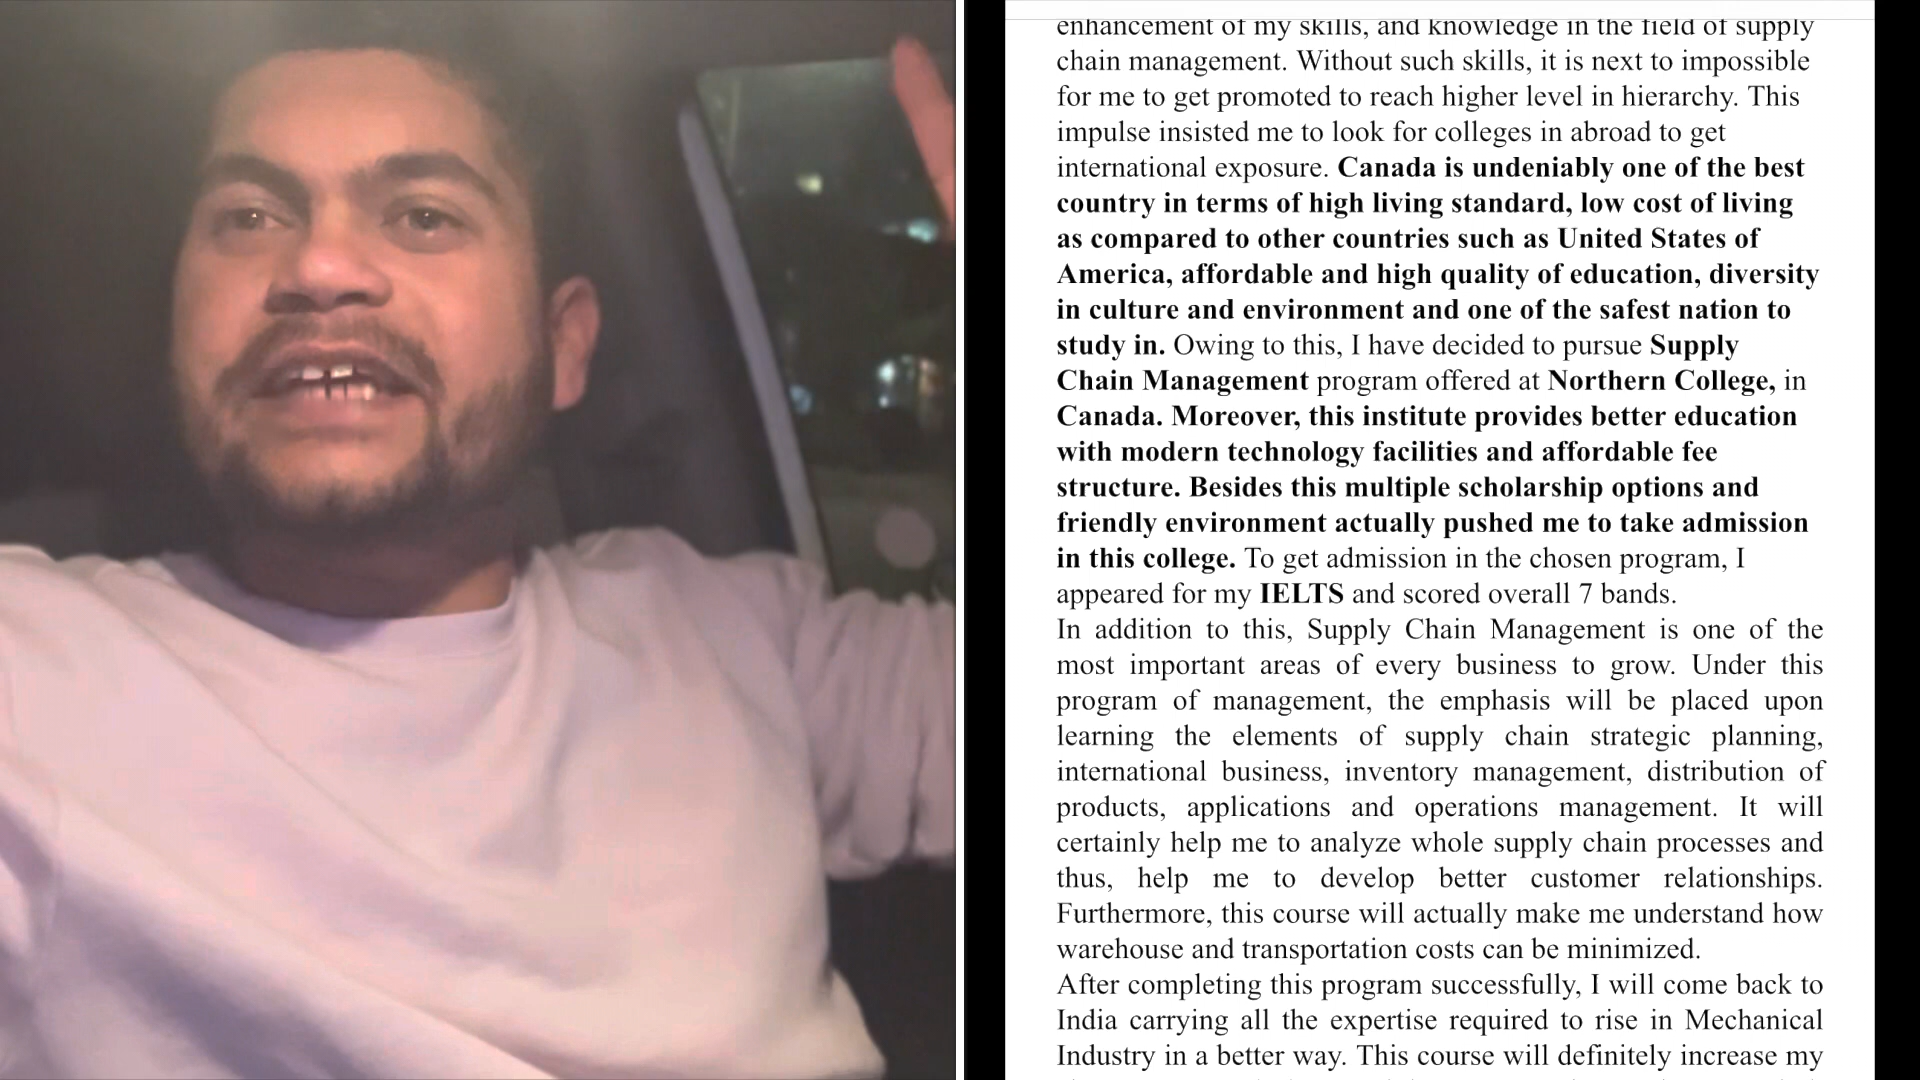 enhancement of my skills, and knowledge in the field of supply
chain management. Without such skills, it is next to impossible
for me to get promoted to reach higher level in hierarchy. This
impulse insisted me to look for colleges in abroad to get
international exposure. Canada is undeniably one of the best
country in terms of high living standard, low cost of living
as compared to other countries such as United States of
America, affordable and high quality of education, diversity
in culture and environment and one of the safest nation to
study in. Owing to this, I have decided to pursue Supply
Chain Management program offered at Northern College, in
Canada. Moreover, this institute provides better education
with modern technology facilities and affordable fee
structure. Besides this multiple scholarship options and
friendly environment actually pushed me to take admission
in this college. To get admission in the chosen program, I
appeared for my IELTS and scored overall 7 bands.
In addition to this, Supply Chain Management is one of the
most important areas of every business to grow. Under this
program of management, the emphasis will be placed upon
learning the elements of supply chain strategic planning,
international business, inventory management, distribution of
products, applications and operations management. It will
certainly help me to analyze whole supply chain processes and
thus, help me to develop better customer relationships.
Furthermore, this course will actually make me understand how
warehouse and transportation costs can be minimized.
After completing this program successfully, I will come back to
India carrying all the expertise required to rise in Mechanical
Industry in a better way. This course will definitely increase my